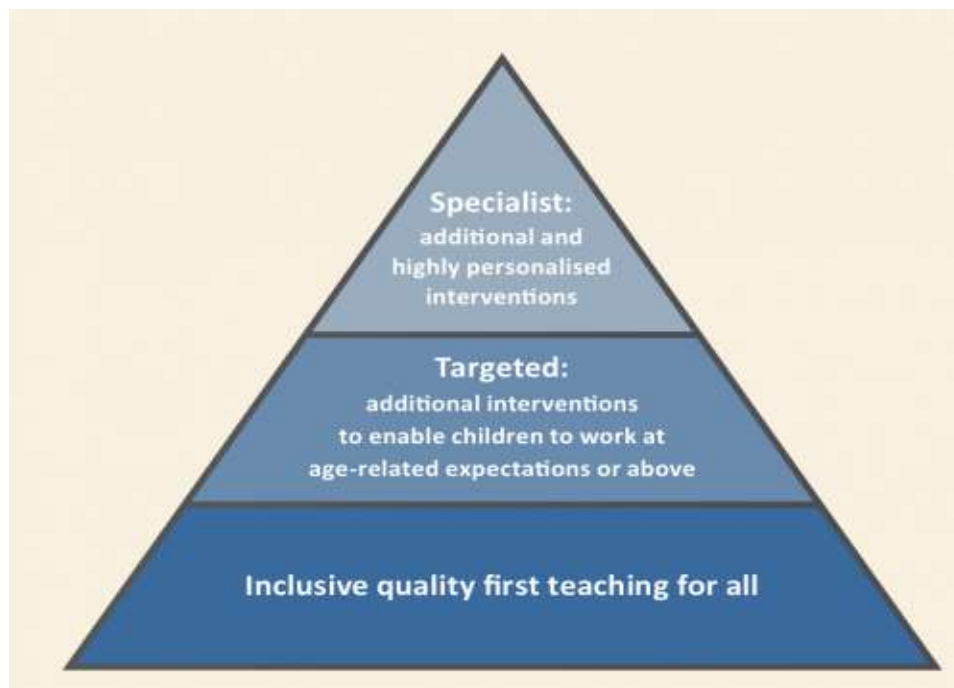 Specialist:
additional and
highly personalised
interventions
Targeted:
additional interventions
to enable children to work at
age-related expectations or above
Inclusive quality first teaching for all